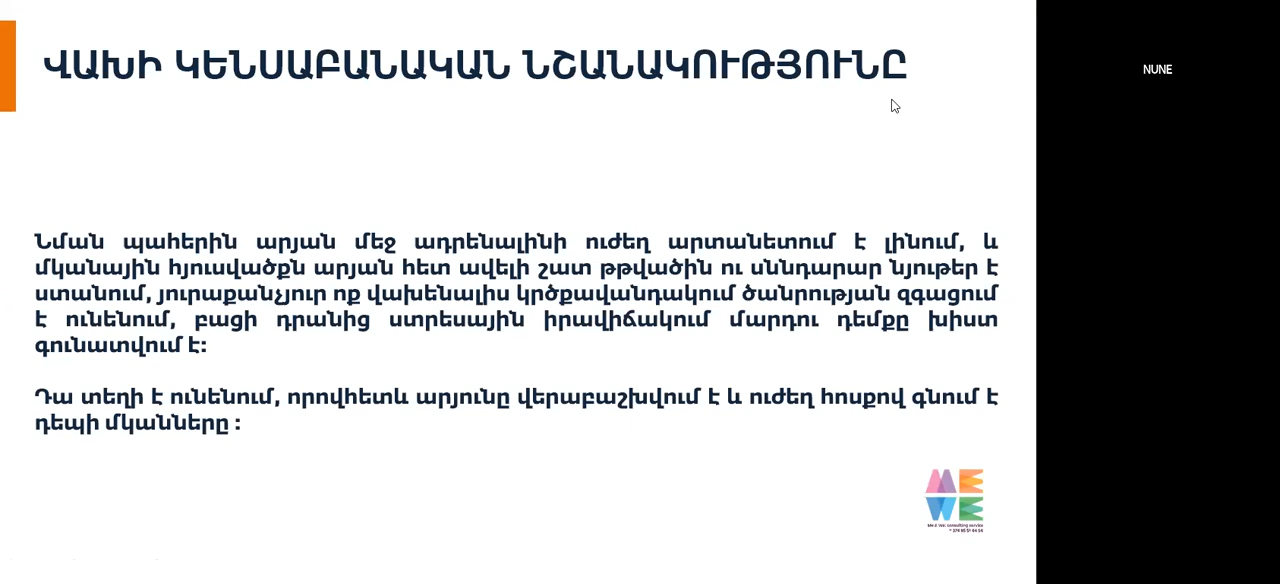 ՎԱԽԻ ԿԵՆՍԱԲԱՆԱԿԱՆ ՆՇԱՆԱԿՈՒԹՅՈՒՆԸ
NUNE
Նման պահերին արյան մեջ ադրենալինի ուժեղ արտանետում է լինում, և
մկանային հյուսվածքն արյան հետ ավելի շատ թթվածին ու սննդարար նյութեր է
ստանում, յուրաքանչյուր ոք վախենալիս կրծքավանդակում ծանրության զգացում
է ունենում, բացի դրանից ստրեսային իրավիճակում մարդու դեմքը խիստ
գունատվում է:
Դա տեղի է ունենում, որովհետև արյունը վերաբաշխվում է և ուժեղ հոսքով գնում է
դեպի մկանները :
ME
WE